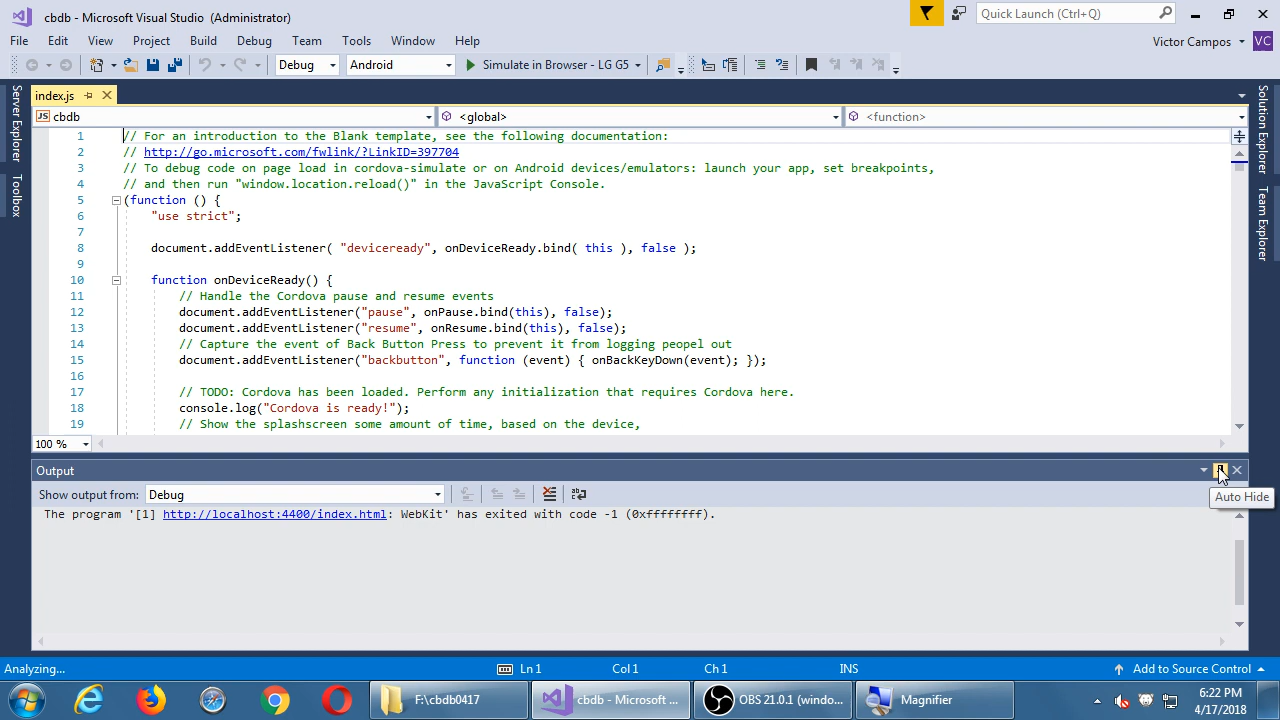 cbdb - Microsoft Visual Studio (Administrator)
Quick Launch (Ctrl+Q)
File Edit View Project Build Debug Team Tools Window Help
Victor Campos VC
Debug Android Simulate in Browser - LG G5
index.js
cbdb <global> <function>
Server Explorer
Toolbox
Solution Explorer
Team Explorer
1 // For an introduction to the Blank template, see the following documentation:
2 // http://go.microsoft.com/fwlink/?LinkID=397704
3 // To debug code on page load in cordova-simulate or on Android devices/emulators: launch your app, set breakpoints,
4 // and then run "window.location.reload()" in the JavaScript Console.
5 (function () {
6 "use strict";
7
8 document.addEventListener( "deviceready", onDeviceReady.bind( this ), false );
9
10 function onDeviceReady() {
11 // Handle the Cordova pause and resume events
12 document.addEventListener("pause", onPause.bind(this), false);
13 document.addEventListener("resume", onResume.bind(this), false);
14 // Capture the event of Back Button Press to prevent it from logging peopel out
15 document.addEventListener("backbutton", function (event) { onBackKeyDown(event); });
16
17 // TODO: Cordova has been loaded. Perform any initialization that requires Cordova here.
18 console.log("Cordova is ready!");
19 // Show the splashscreen some amount of time, based on the device,
100 %
Output
Show output from: Debug
Auto Hide
The program '[1] http://localhost:4400/index.html: WebKit' has exited with code -1 (0xffffffff).
Analyzing... Ln 1 Col 1 Ch 1 INS Add to Source Control
F:\cbdb0417 cbdb - Microsoft ... OBS 21.0.1 (windo... Magnifier
6:22 PM
4/17/2018